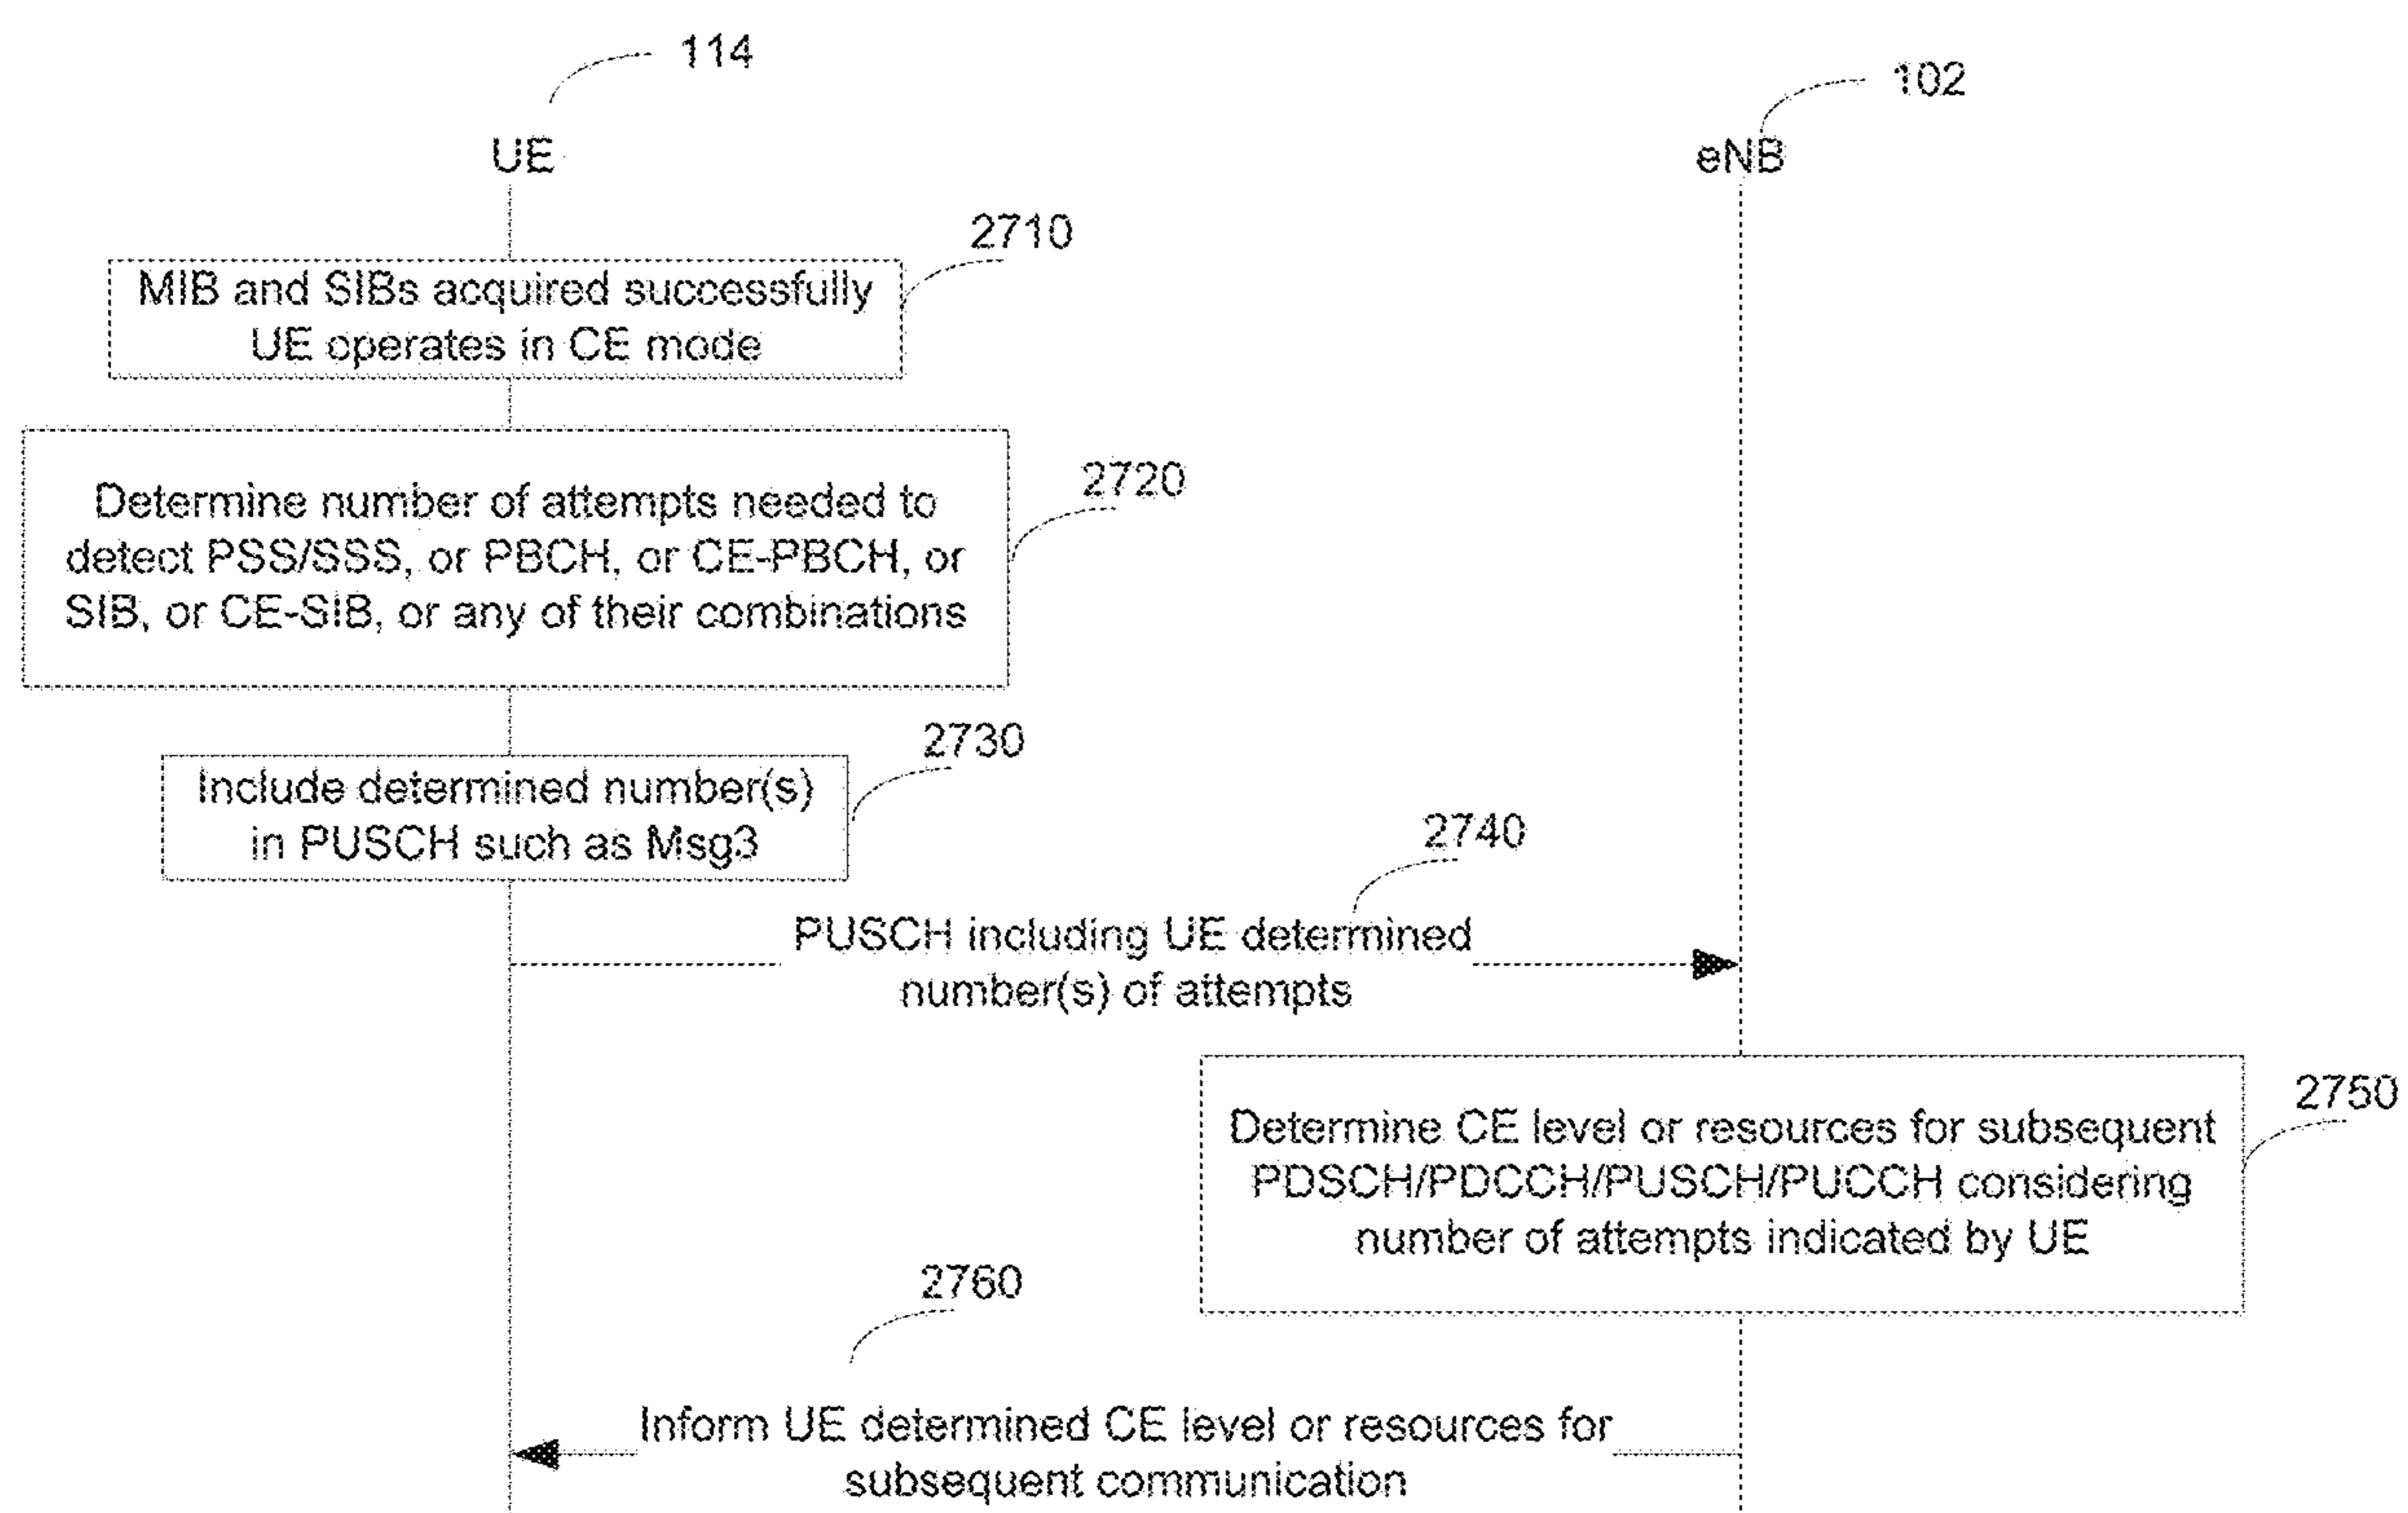 114
102
UE
eNB
2710
MIB and SIBs acquired successfully
UE operates in CE mode
2720
Determine number of attempts needed to
detect PSS/SSS, or PBCH, or CE-PBCH, or
SIB, or CE-SIB, or any of their combinations
2730
Include determined number(s)
in PUSCH such as Msg3
2740
PUSCH including UE determined
number(s) of attempts
2750
Determine CE level or resources for subsequent
PDSCH/PDCCH/PUSCH/PUCCH considering
number of attempts indicated by UE
2760
Inform UE determined CE level or resources for
subsequent communication